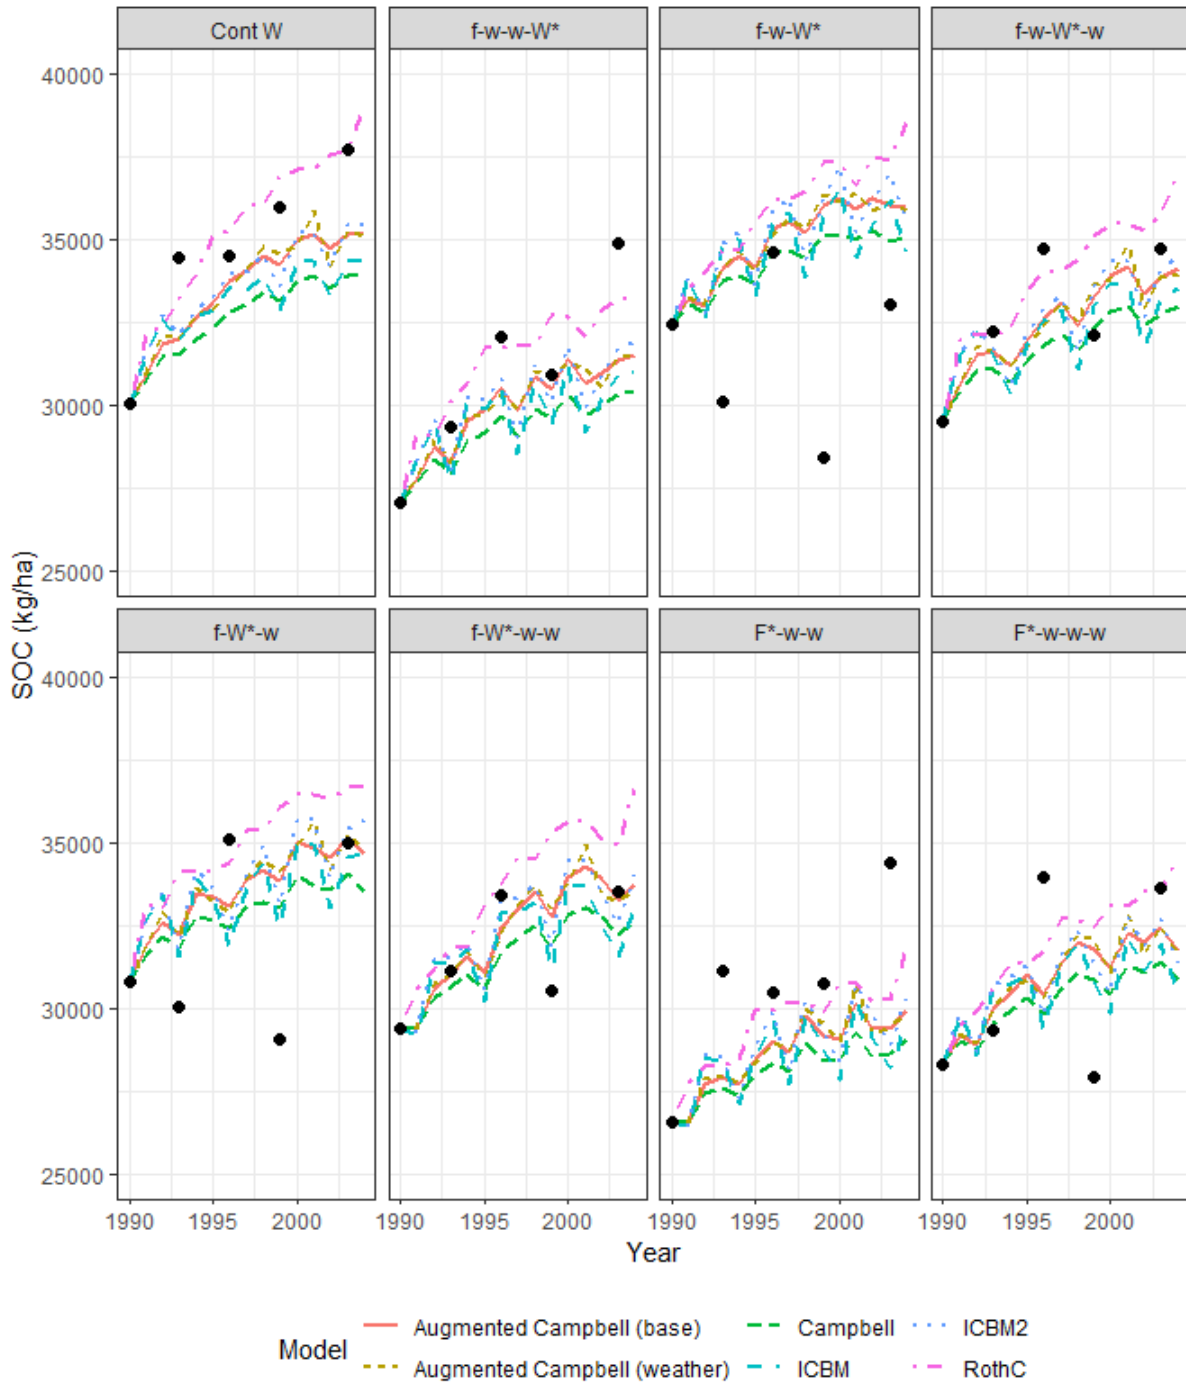 Cont W
f-w-w-W*
f-w-W*
f-w-W*-w
40000
35000
30000
25000
SOC (kg/ha)
f-W*-w
f-W*-w-w
F*-w-w
F*-w-w-w
40000
35000
30000
25000
1990 1995 2000
1990 1995 2000
1990 1995 2000
1990 1995 2000
Year
Model
Augmented Campbell (base)
Campbell
ICBM2
Augmented Campbell (weather)
ICBM
RothC